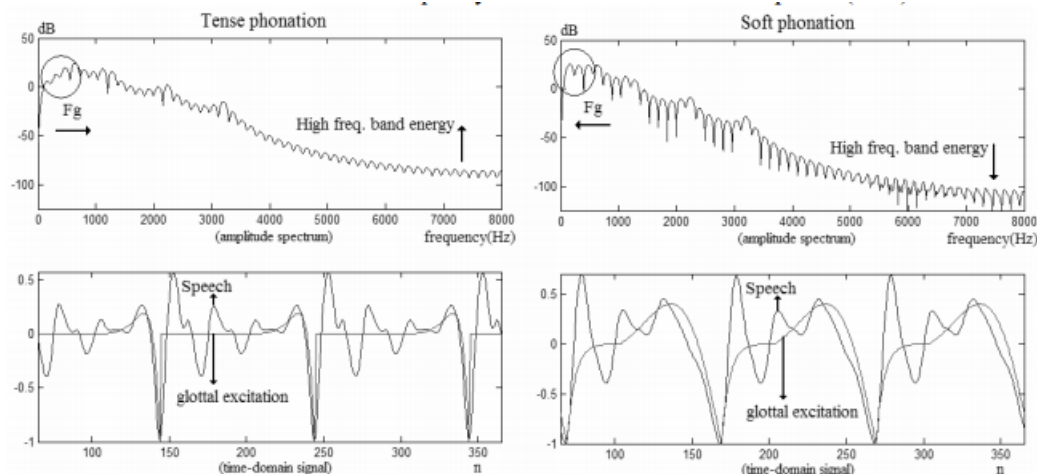 Tense phonation
dB
50
0
-50
-100
Fg
High freq. band energy
0 1000 2000 3000 4000 5000 6000 7000 8000
(amplitude spectrum)
frequency(Hz)
Soft phonation
dB
50
0
-50
-100
Fg
High freq. band energy
0 1000 2000 3000 4000 5000 6000 7000 8000
(amplitude spectrum)
frequency(Hz)
0.5
0
-0.5
-1
Speech
glottal excitation
100 150 200 250 300 350
(time-domain signal)
n
0.5
0
-0.5
-1
Speech
glottal excitation
100 150 200 250 300 350
(time-domain signal)
n